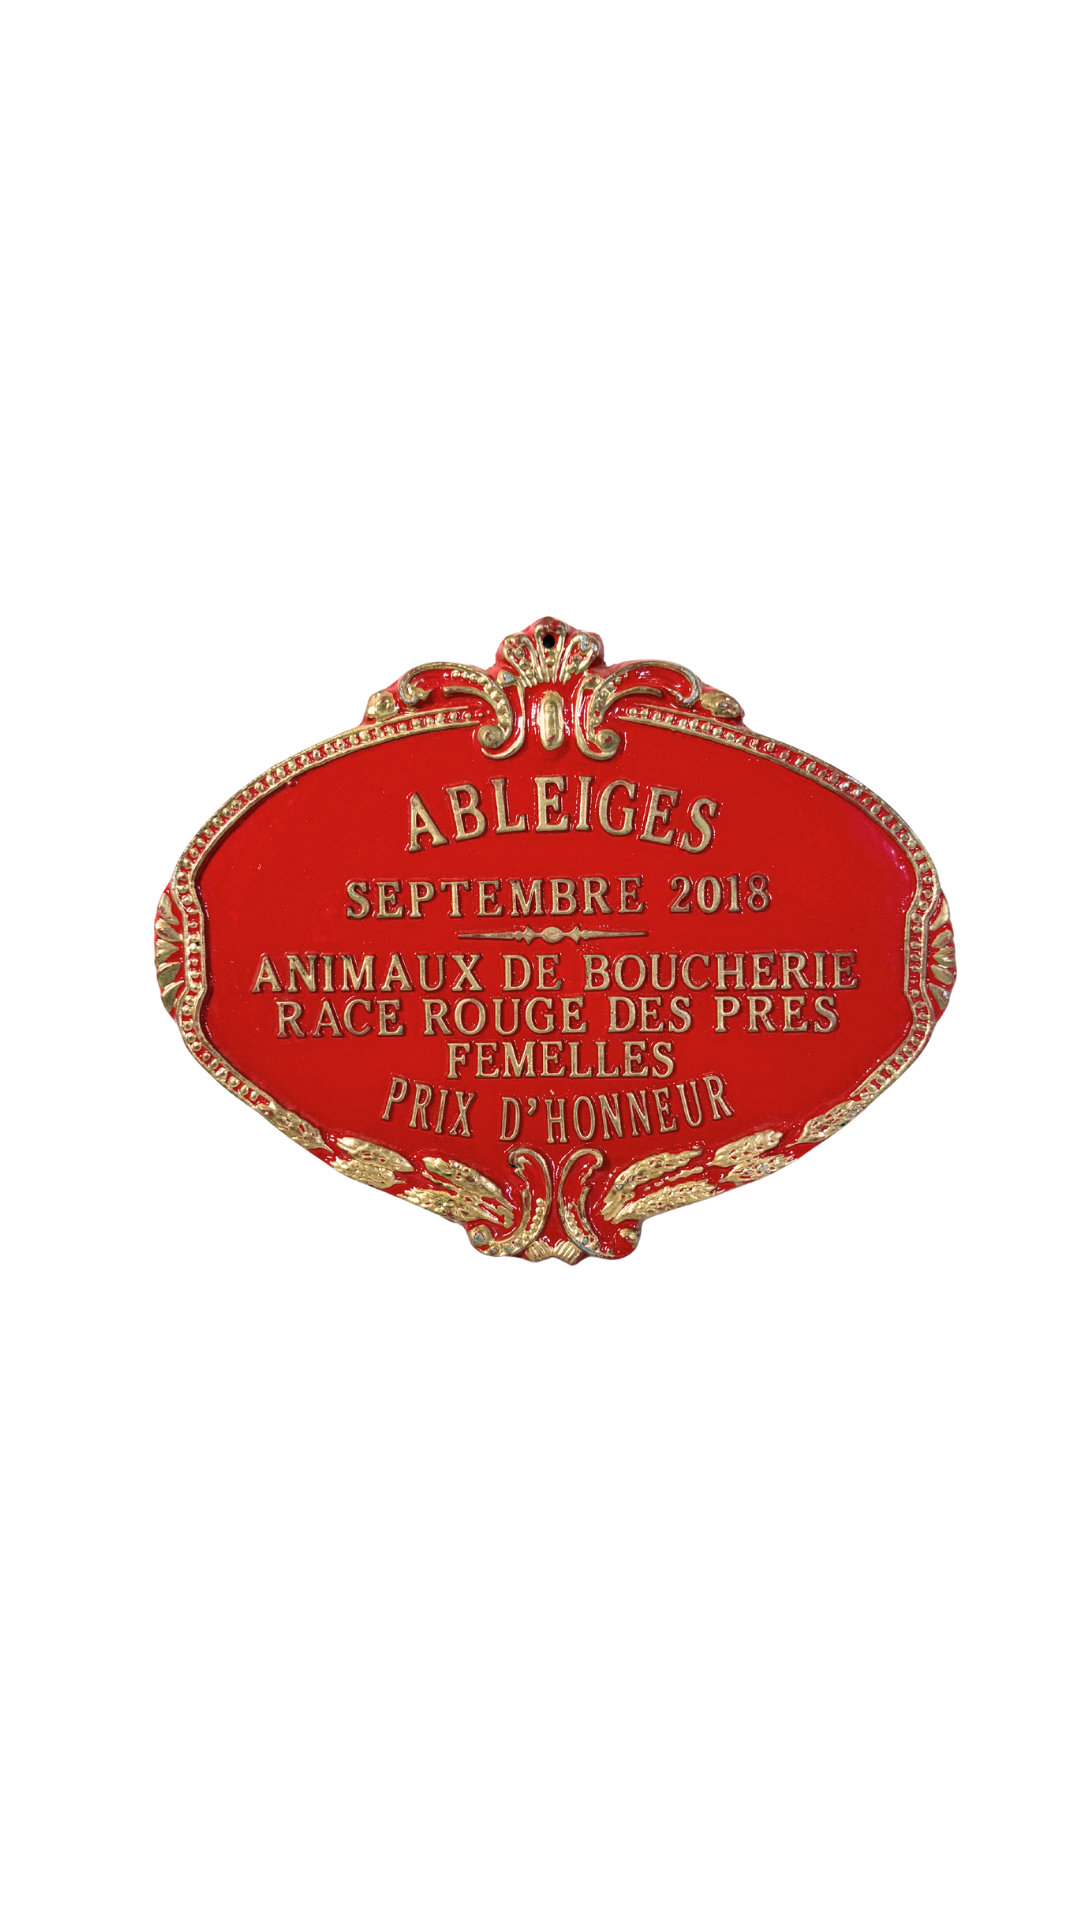 ABLEIGES
SEPTEMBRE 2018
ANIMAUX DE BOUCHERIE
RACE ROUGE DES PRES
FEMELLES
PRIX D'HONNEUR